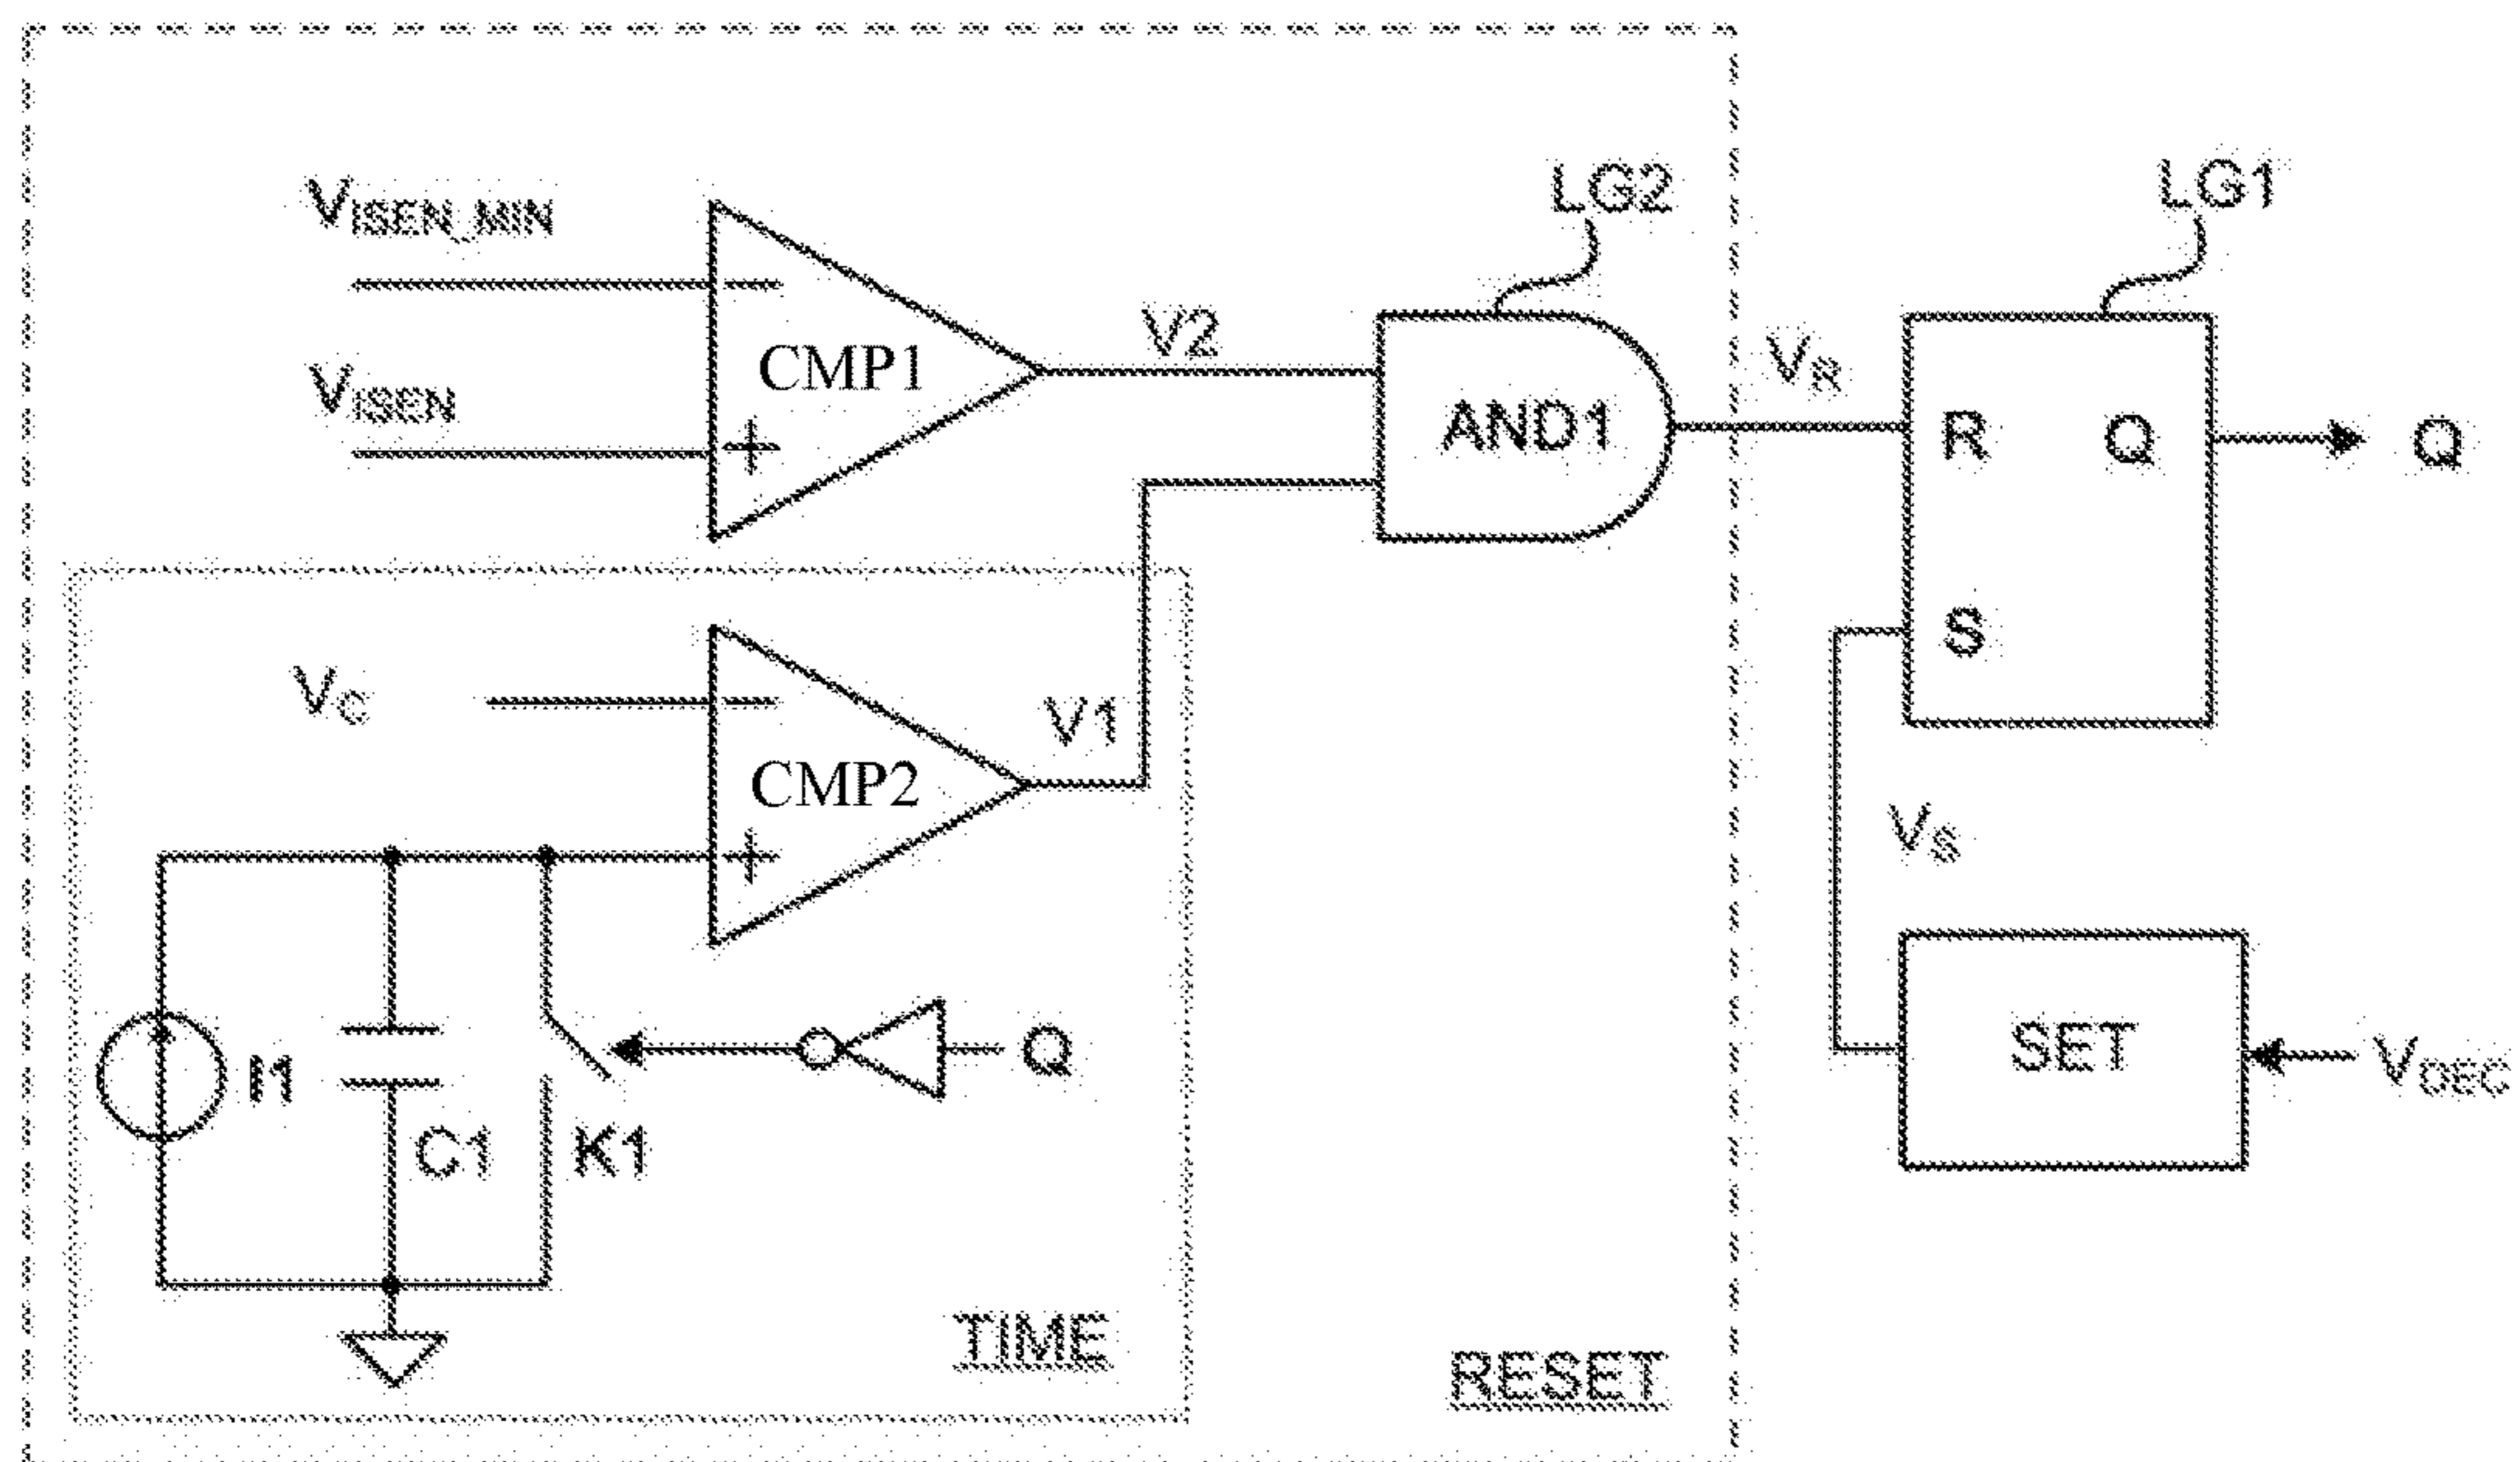 VISEN_MIN
LG2
LG1
V2
CMP1
VISEN
VR
AND1
R
Q
Q
S
VC
V1
CMP2
VS
+
+
I1
C1
K1
Q
SET
VDEC
TIME
RESET